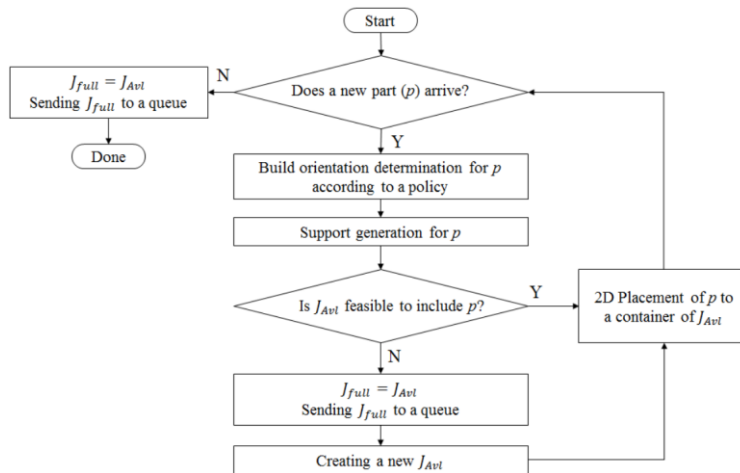 Start
Does a new part (p) arrive?
N
J_full = J_Avl
Sending J_full to a queue
Done
Y
Build orientation determination for p
according to a policy
Support generation for p
Is J_Avl feasible to include p?
Y
2D Placement of p to
a container of J_Avl
N
J_full = J_Avl
Sending J_full to a queue
Creating a new J_Avl